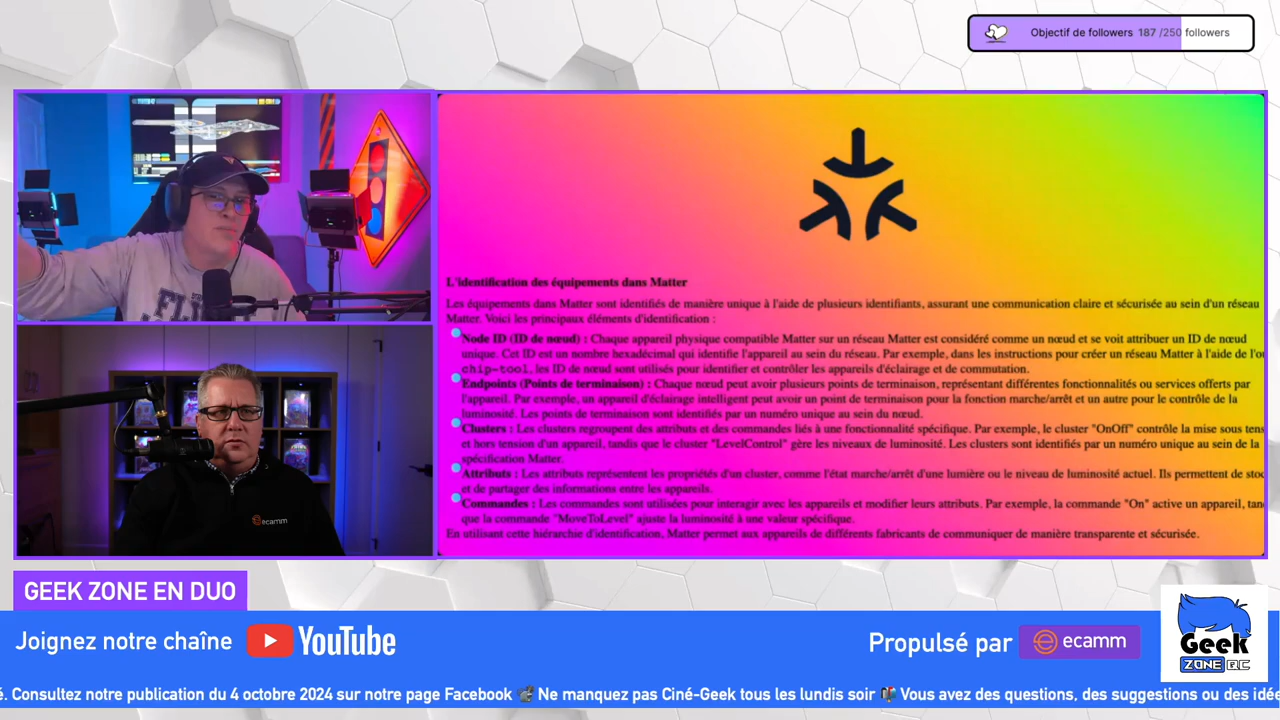 Objectif de followers 187 /250 followers
L'identification des équipements dans Matter
Les équipements dans Matter sont identifiés de manière unique à l'aide de plusieurs identifiants, assurant une communication claire et sécurisée au sein d'un réseau
Matter. Voici les principaux éléments d'identification :
Node ID (ID de nœud) : Chaque appareil physique compatible Matter sur un réseau Matter est considéré comme un nœud et se voit attribuer un ID de nœud
unique. Cet ID est un nombre hexadécimal qui identifie l'appareil au sein du réseau. Par exemple, dans les instructions pour créer un réseau Matter à l'aide de
chip-tool, les ID de nœud sont utilisés pour identifier et contrôler les appareils d'éclairage et de commutation.
Endpoints (Points de terminaison) : Chaque nœud peut avoir plusieurs points de terminaison, représentant différentes fonctionnalités ou services offerts par
l'appareil. Par exemple, un appareil d'éclairage intelligent peut avoir un point de terminaison pour la fonction marche/arrêt et un autre pour le contrôle de la
luminosité. Les points de terminaison sont identifiés par un numéro unique au sein du nœud.
Clusters : Les clusters regroupent des attributs et des commandes liés à une fonctionnalité spécifique. Par exemple, le cluster "OnOff" contrôle la mise sous tens
et hors tension d'un appareil, tandis que le cluster "LevelControl" gère les niveaux de luminosité. Les clusters sont identifiés par un numéro unique au sein de la
spécification Matter.
Attributs : Les attributs représentent les propriétés d'un cluster, comme l'état marche/arrêt d'une lumière ou le niveau de luminosité actuel. Ils permettent de stoc
et de partager des informations entre les appareils.
Commandes : Les commandes sont utilisées pour interagir avec les appareils et modifier leurs attributs. Par exemple, la commande "On" active un appareil, tan
que la commande "MoveToLevel" ajuste la luminosité à une valeur spécifique.
En utilisant cette hiérarchie d'identification, Matter permet aux appareils de différents fabricants de communiquer de manière transparente et sécurisée.
ecamm
GEEK ZONE EN DUO
Joignez notre chaîne YouTube
Propulsé par ecamm
Geek
ZONE QC
é. Consultez notre publication du 4 octobre 2024 sur notre page Facebook 📽️ Ne manquez pas Ciné-Geek tous les lundis soir 📬 Vous avez des questions, des suggestions ou des idée